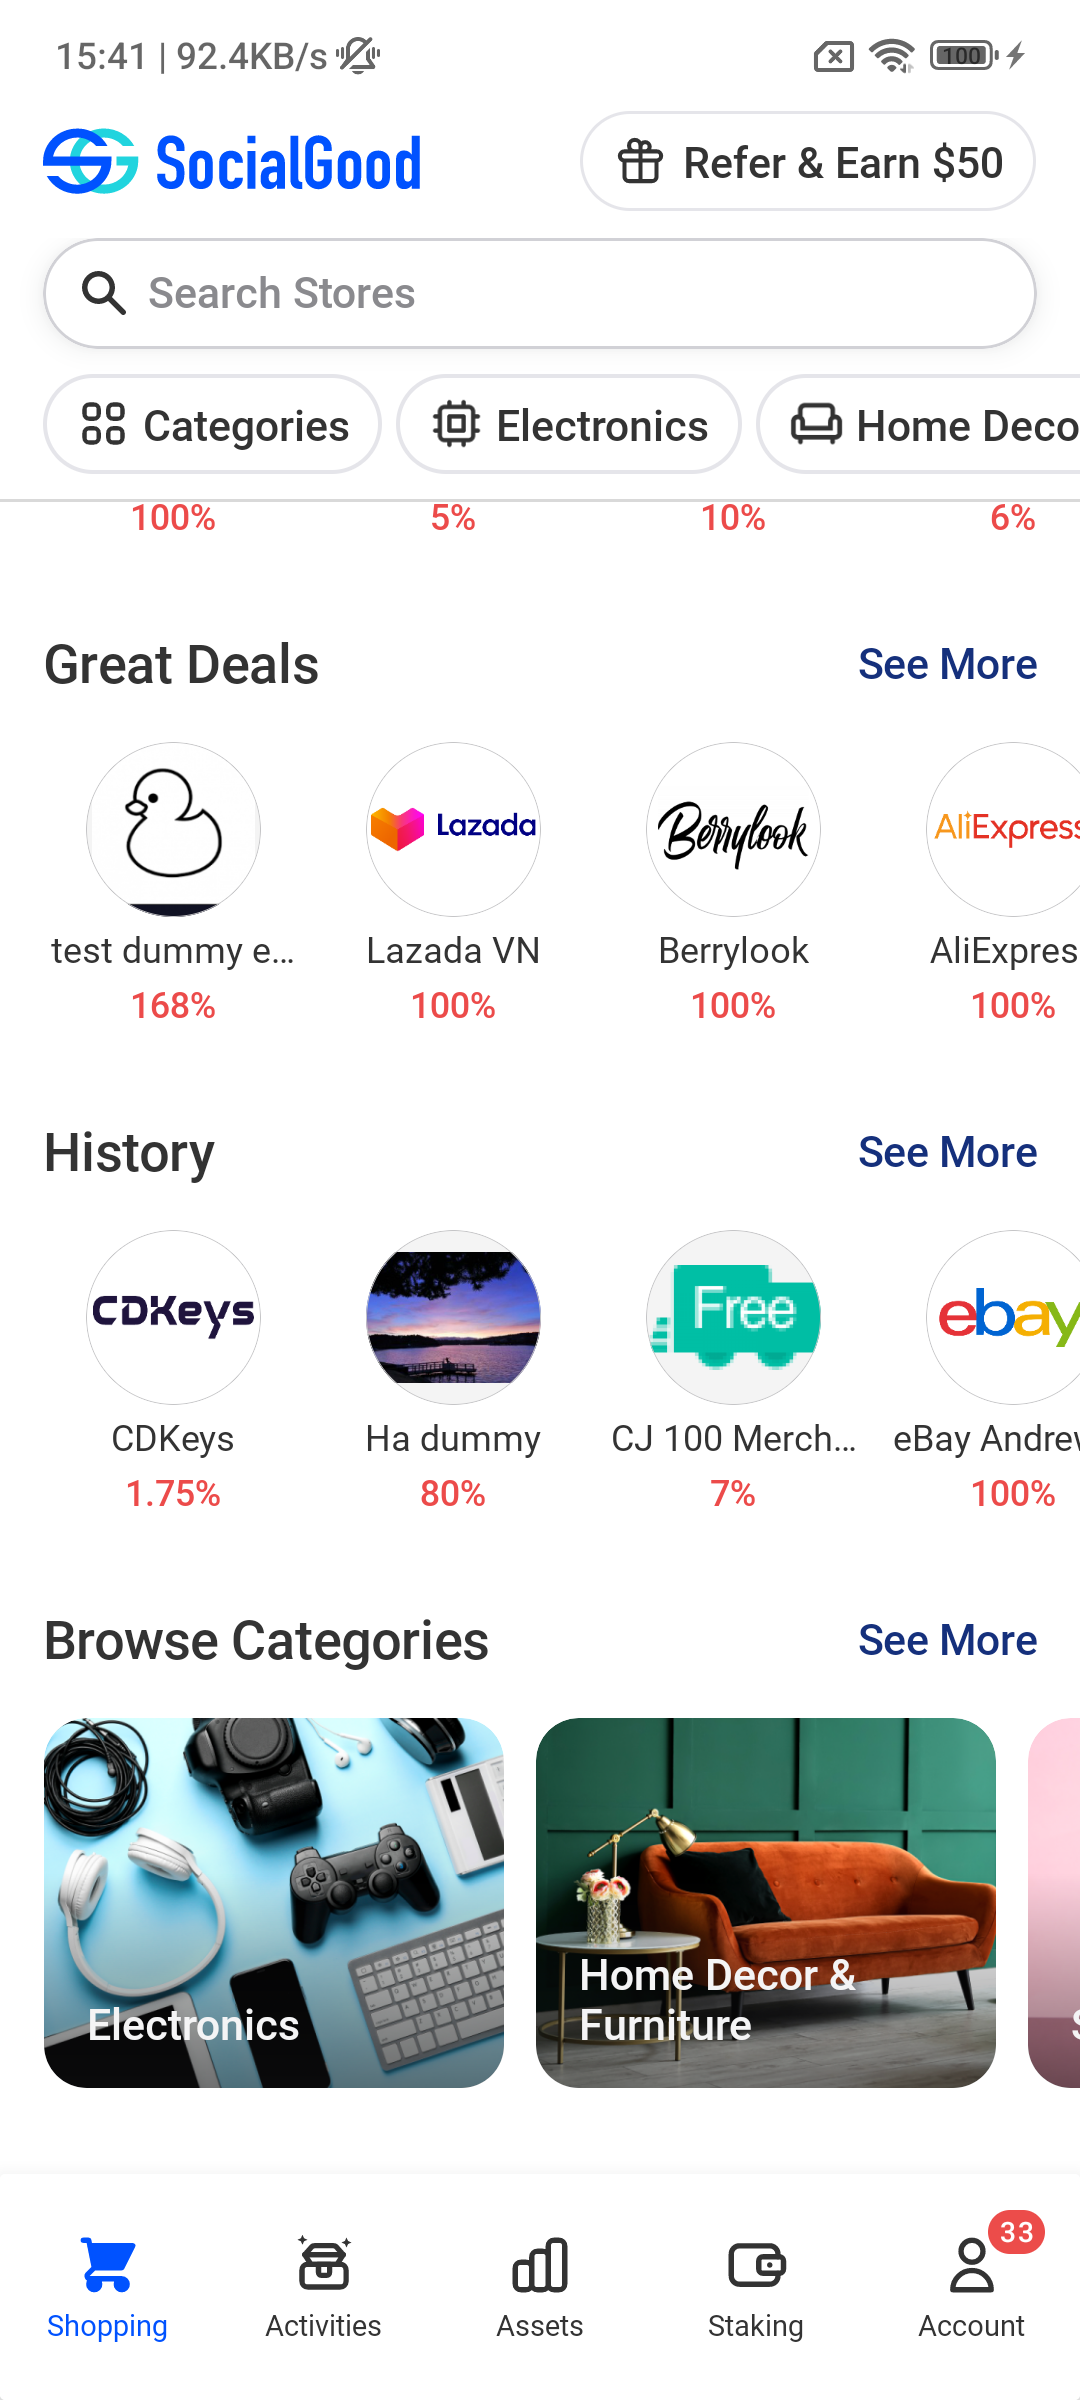 15:41 | 92.4KB/s
100
SocialGood
Refer & Earn $50
Search Stores
Categories
Electronics
Home Deco
100%
5%
10%
6%
Great Deals
See More
Lazada
Berrylook
AliExpress
test dummy e...
Lazada VN
Berrylook
AliExpres
168%
100%
100%
100%
History
See More
CDKeys
Free
ebay
CDKeys
Ha dummy
CJ 100 Merch...
eBay Andrew
1.75%
80%
7%
100%
Browse Categories
See More
Electronics
Home Decor &
Furniture
S
33
Shopping
Activities
Assets
Staking
Account